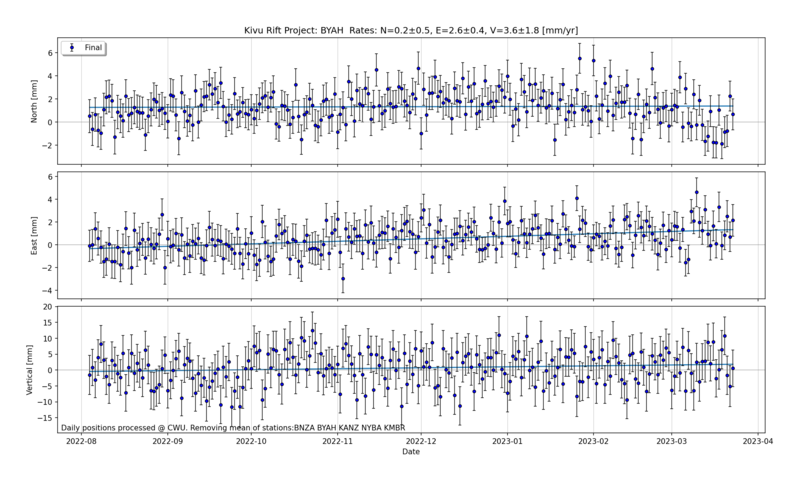 Kivu Rift Project: BYAH Rates: N=0.2±0.5, E=2.6±0.4, V=3.6±1.8 [mm/yr]
Final
North [mm]
6
4
2
0
−2
East [mm]
6
4
2
0
−2
−4
Vertical [mm]
20
15
10
5
0
−5
−10
−15
Daily positions processed @ CWU. Removing mean of stations:BNZA BYAH KANZ NYBA KMBR
2022-08 2022-09 2022-10 2022-11 2022-12 2023-01 2023-02 2023-03 2023-04
Date